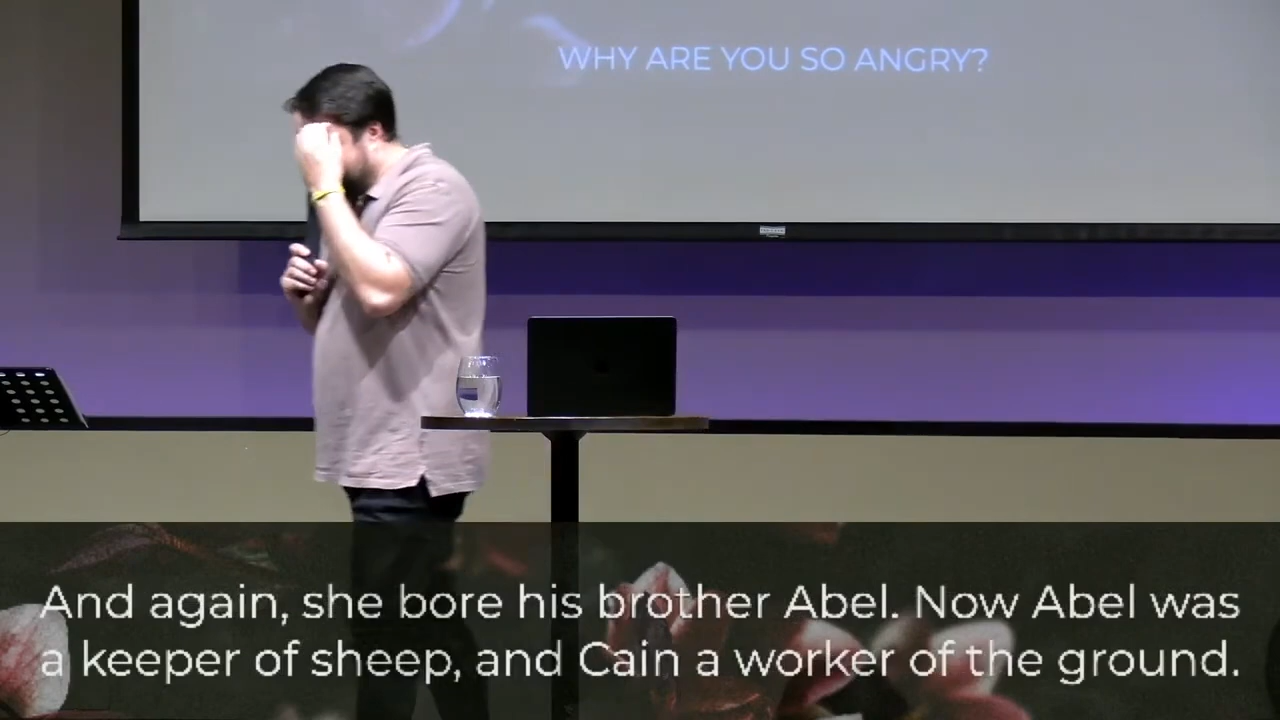 WHY ARE YOU SO ANGRY?
And again, she bore his brother Abel. Now Abel was
a keeper of sheep, and Cain a worker of the ground.